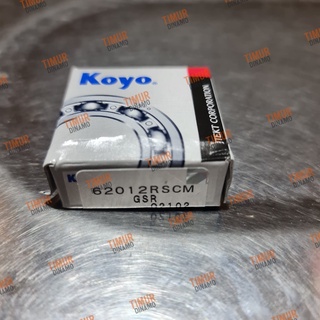 Koyo
JTEKT CORPORATION
K
62012RSCM
GSR
TIMUR
DINAMO